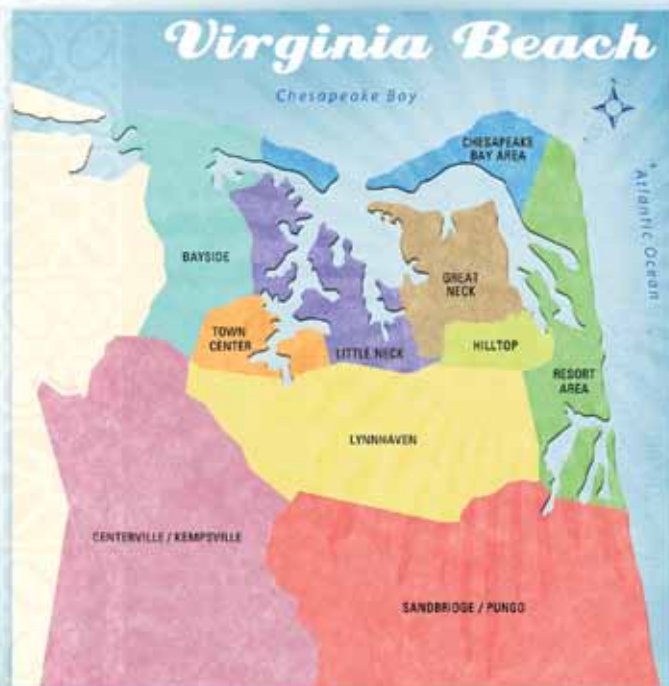 Virginia Beach
Chesapeake Bay
CHESAPEAKE
BAY AREA
Atlantic Ocean
BAYSIDE
GREAT
NECK
TOWN
CENTER
LITTLE NECK
HILLTOP
RESORT
AREA
LYNNHAVEN
CENTERVILLE / KEMPSVILLE
SANDBRIDGE / PUNGO